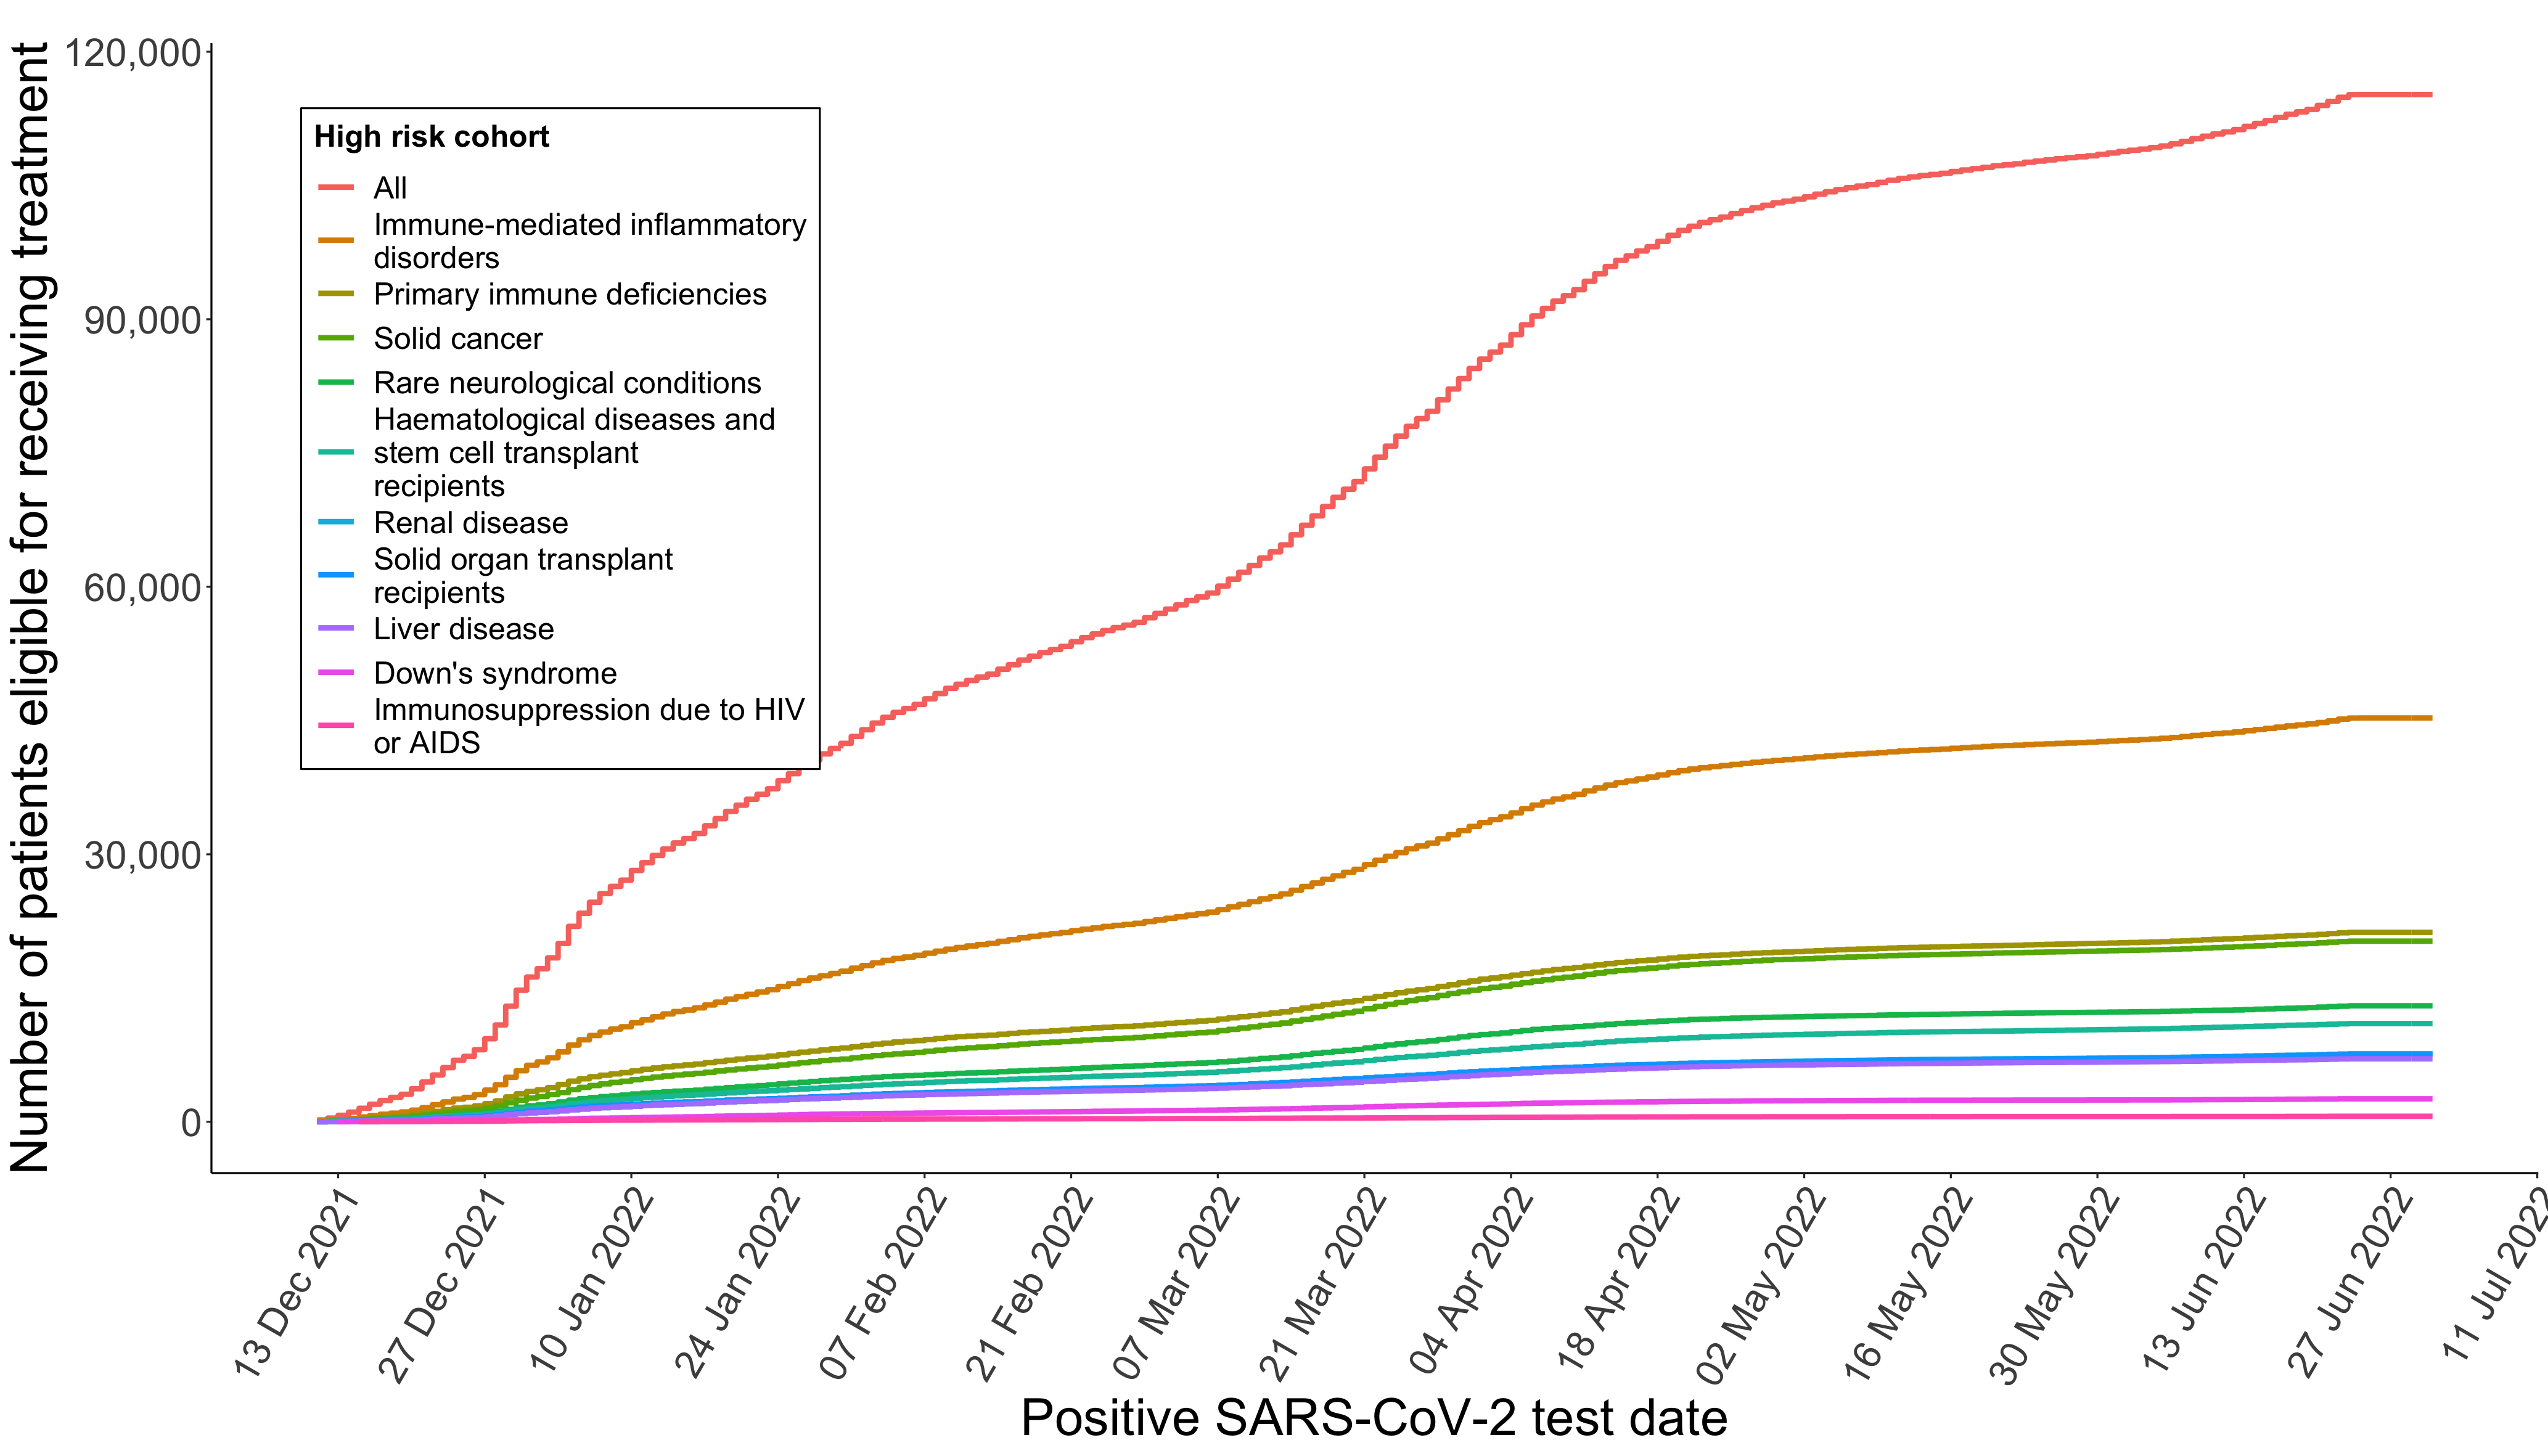 Number of patients eligible for receiving treatment
120,000
90,000
60,000
30,000
0
High risk cohort
All
Immune-mediated inflammatory
disorders
Primary immune deficiencies
Solid cancer
Rare neurological conditions
Haematological diseases and
stem cell transplant
recipients
Renal disease
Solid organ transplant
recipients
Liver disease
Down's syndrome
Immunosuppression due to HIV
or AIDS
13 Dec 2021
27 Dec 2021
10 Jan 2022
24 Jan 2022
07 Feb 2022
21 Feb 2022
07 Mar 2022
21 Mar 2022
04 Apr 2022
18 Apr 2022
02 May 2022
16 May 2022
30 May 2022
13 Jun 2022
27 Jun 2022
11 Jul 2022
Positive SARS-CoV-2 test date